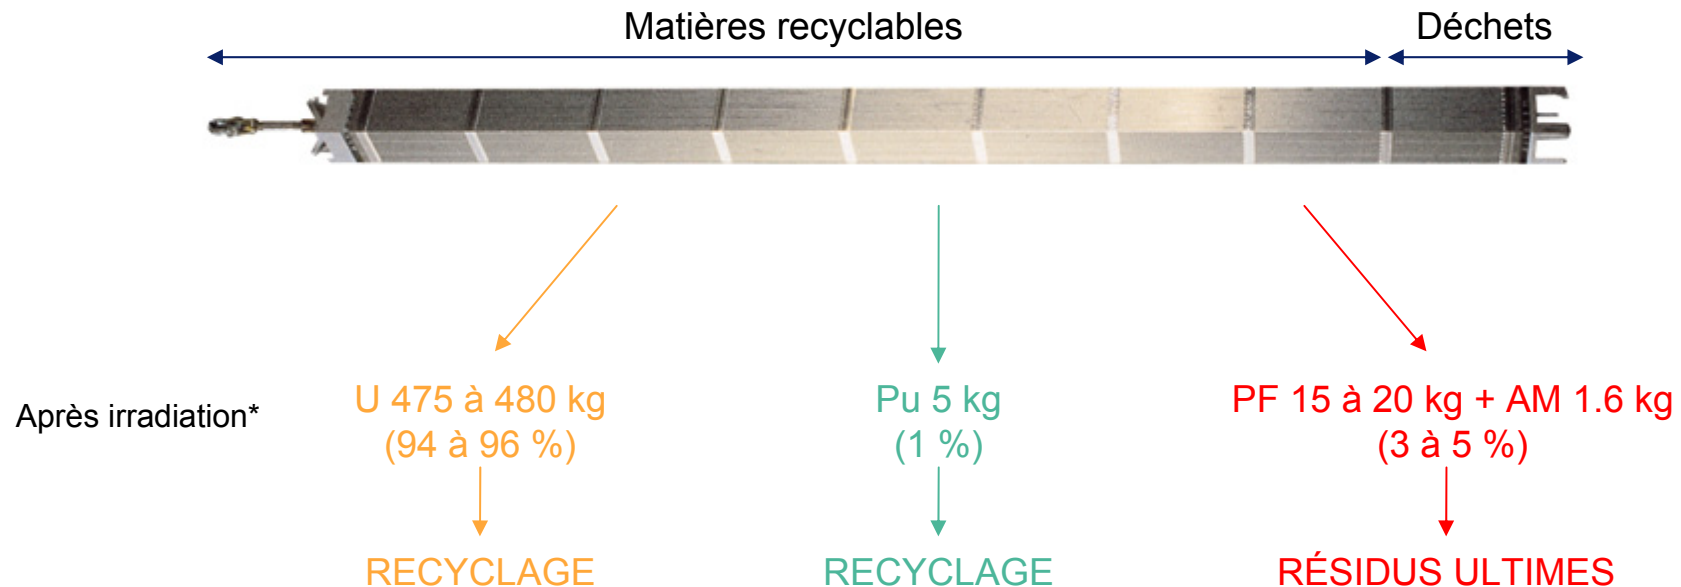 Matières recyclables
Déchets
Après irradiation*
U 475 à 480 kg
(94 à 96 %)
Pu 5 kg
(1 %)
PF 15 à 20 kg + AM 1.6 kg
(3 à 5 %)
RECYCLAGE
RECYCLAGE
RÉSIDUS ULTIMES